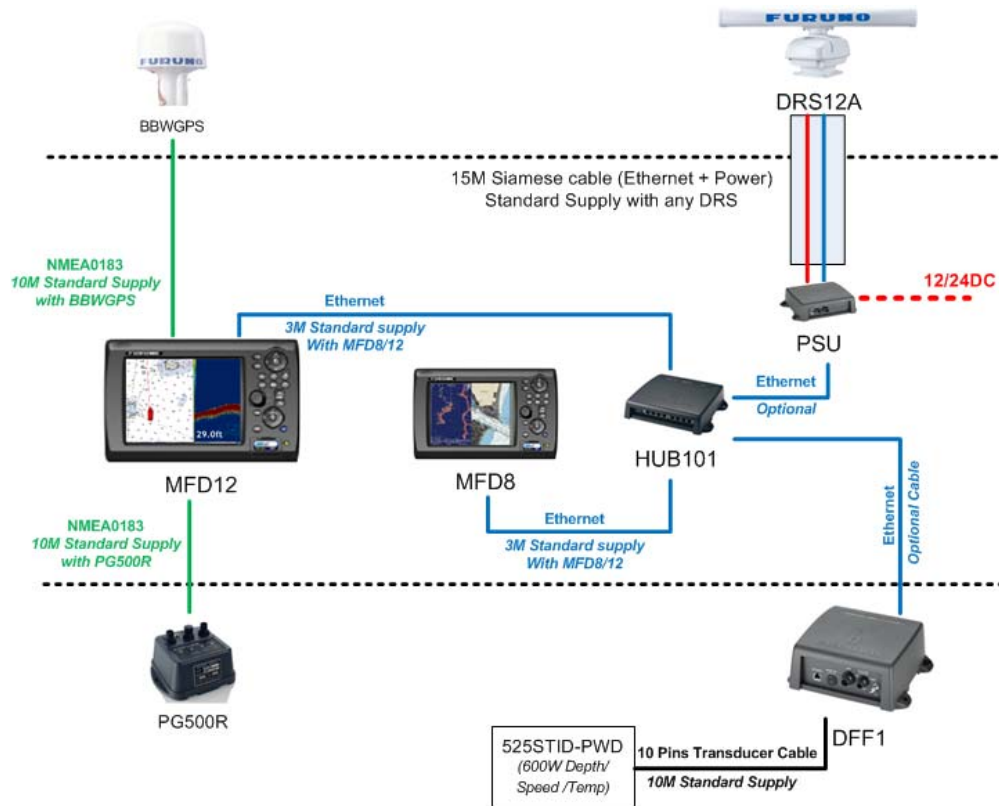 FURUNO
FURUNO
DRS12A
BBWGPS
15M Siamese cable (Ethernet + Power)
Standard Supply with any DRS
NMEA0183
10M Standard Supply
with BBWGPS
12/24DC
Ethernet
3M Standard supply
With MFD8/12
PSU
Ethernet
Optional
29.0ft
HUB101
MFD12
MFD8
NMEA0183
10M Standard Supply
with PG500R
Ethernet
3M Standard supply
With MFD8/12
Ethernet
Optional Cable
PG500R
DFF1
525STID-PWD
(600W Depth/
Speed /Temp)
10 Pins Transducer Cable
10M Standard Supply